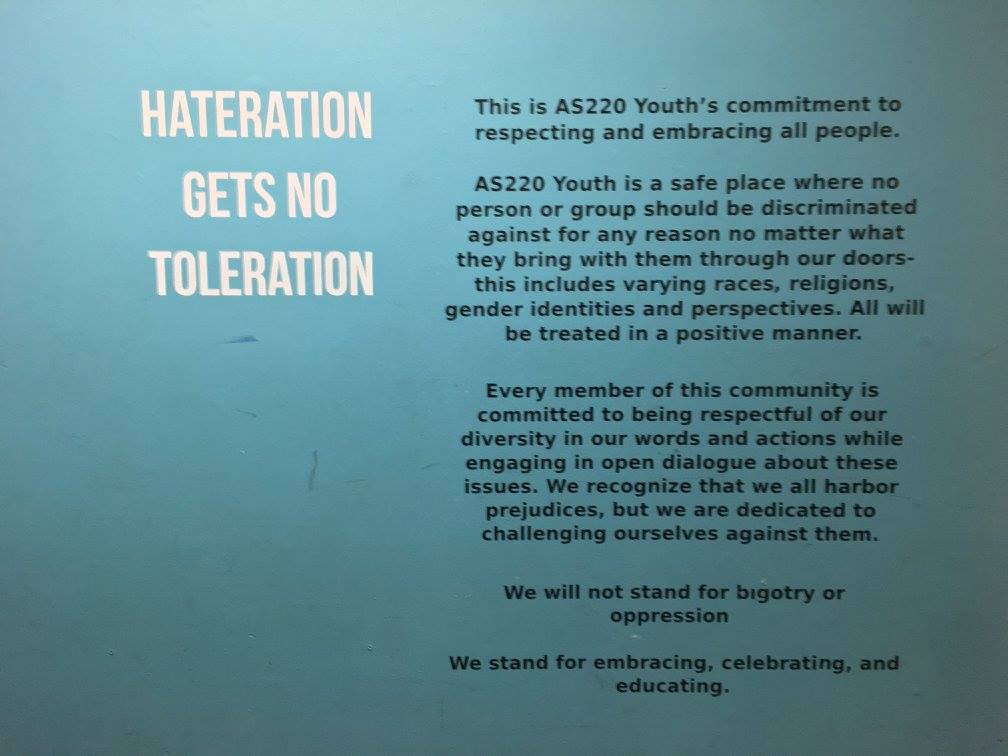 HATERATION
GETS NO
TOLERATION
This is AS220 Youth's commitment to
respecting and embracing all people.
AS220 Youth is a safe place where no
person or group should be discriminated
against for any reason no matter what
they bring with them through our doors-
this includes varying races, religions,
gender identities and perspectives. All will
be treated in a positive manner.
Every member of this community is
committed to being respectful of our
diversity in our words and actions while
engaging in open dialogue about these
issues. We recognize that we all harbor
prejudices, but we are dedicated to
challenging ourselves against them.
We will not stand for bigotry or
oppression
We stand for embracing, celebrating, and
educating.